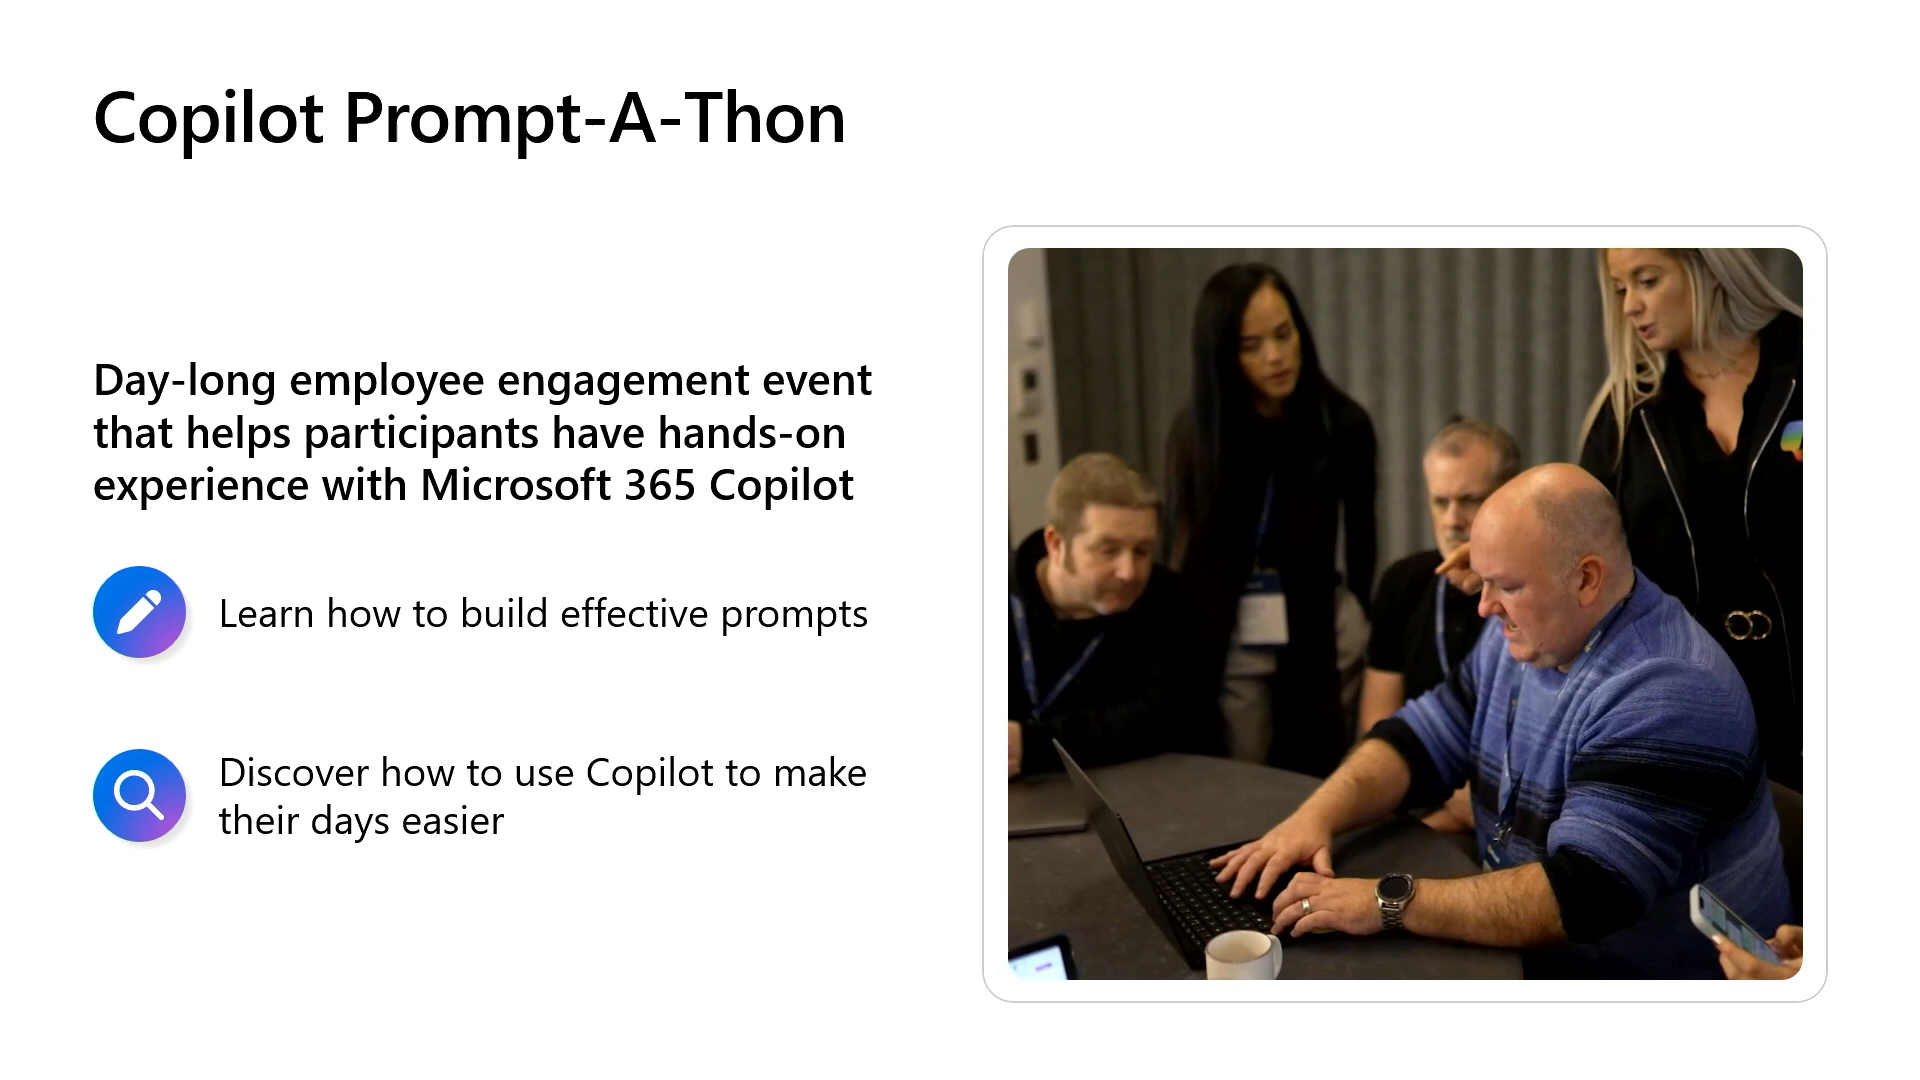 Copilot Prompt-A-Thon
Day-long employee engagement event
that helps participants have hands-on
experience with Microsoft 365 Copilot
Learn how to build effective prompts
Discover how to use Copilot to make
their days easier